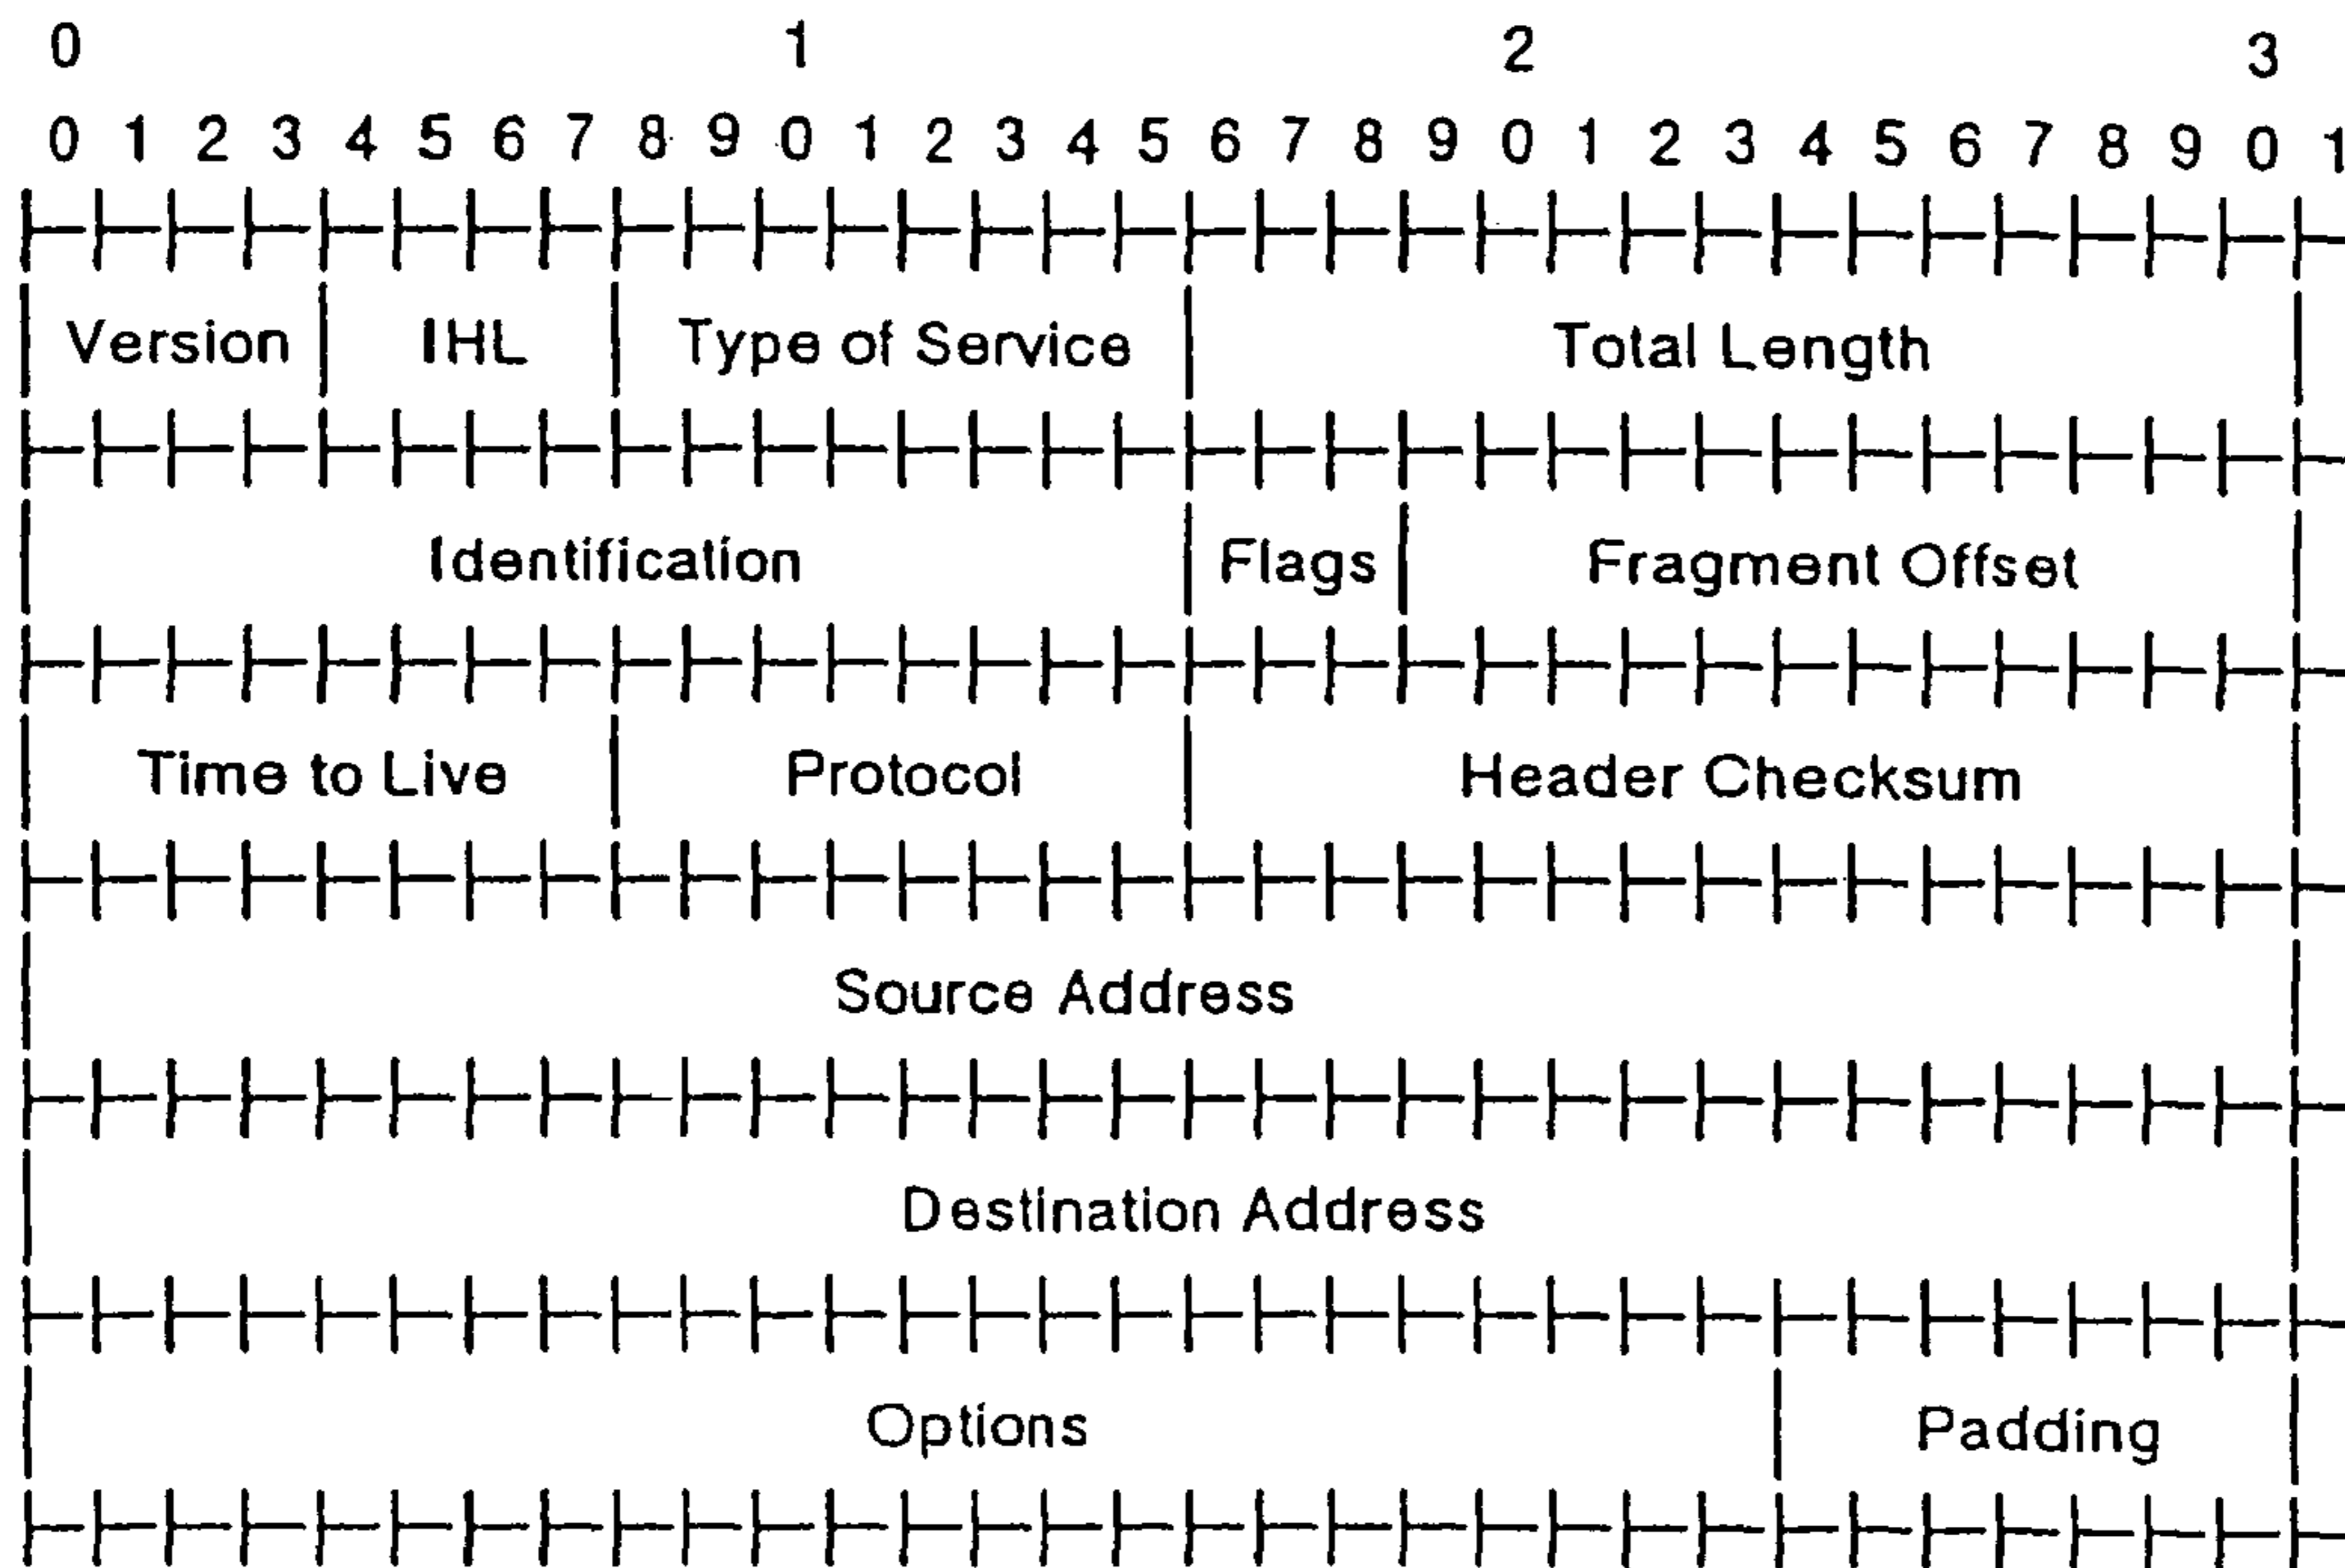 0 1 2 3
0 1 2 3 4 5 6 7 8 9 0 1 2 3 4 5 6 7 8 9 0 1 2 3 4 5 6 7 8 9 0 1
Version IHL Type of Service Total Length
Identification Flags Fragment Offset
Time to Live Protocol Header Checksum
Source Address
Destination Address
Options Padding